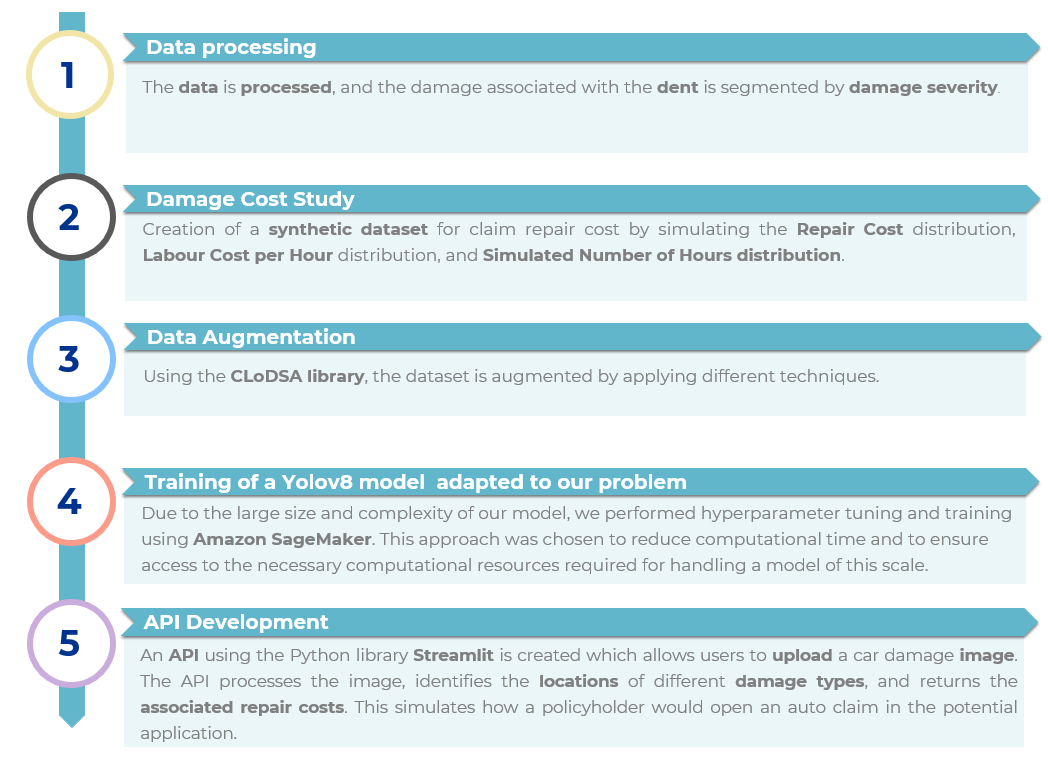 1
Data processing
The data is processed, and the damage associated with the dent is segmented by damage severity.
2
Damage Cost Study
Creation of a synthetic dataset for claim repair cost by simulating the Repair Cost distribution,
Labour Cost per Hour distribution, and Simulated Number of Hours distribution.
3
Data Augmentation
Using the CLoDSA library, the dataset is augmented by applying different techniques.
4
Training of a Yolov8 model  adapted to our problem
Due to the large size and complexity of our model, we performed hyperparameter tuning and training
using Amazon SageMaker. This approach was chosen to reduce computational time and to ensure
access to the necessary computational resources required for handling a model of this scale.
5
API Development
An API using the Python library Streamlit is created which allows users to upload a car damage image.
The API processes the image, identifies the locations of different damage types, and returns the
associated repair costs. This simulates how a policyholder would open an auto claim in the potential
application.